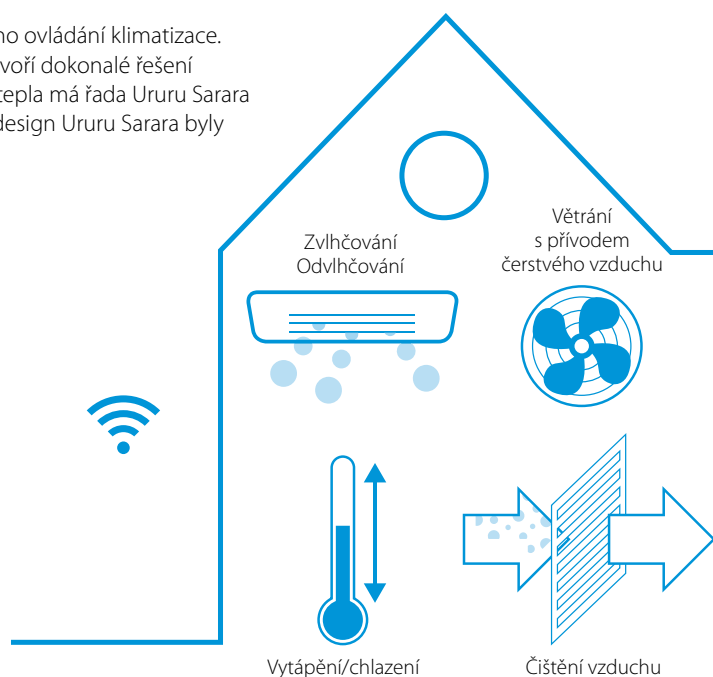 no ovládání klimatizace.
voří dokonalé řešení
tepla má řada Ururu Sarara
design Ururu Sarara byly
Větrání
s přívodem
čerstvého vzduchu
Zvlhčování
Odvlhčování
Vytápění/chlazení
Čištění vzduchu